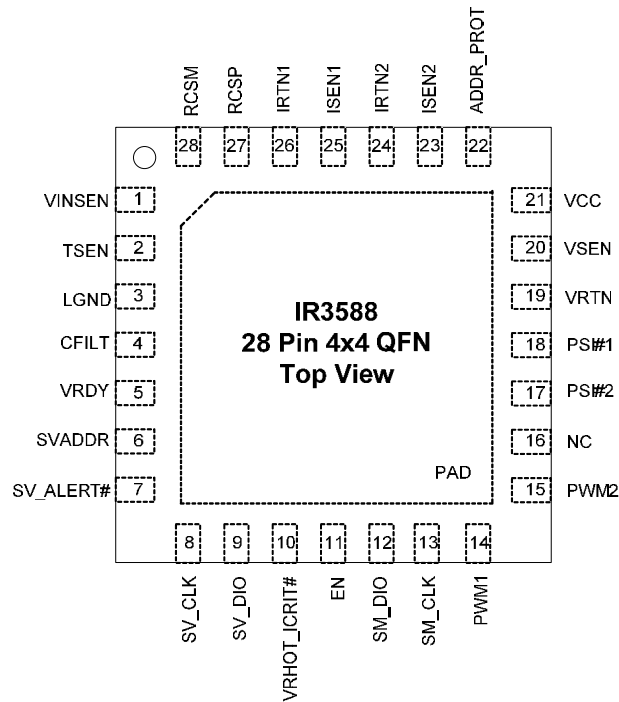 RCSM
RCSP
IRTN1
ISEN1
IRTN2
ISEN2
ADDR_PROT
28
27
26
25
24
23
22
VINSEN 1
21 VCC
TSEN 2
20 VSEN
LGND 3
19 VRTN
CFILT 4
18 PSI#1
VRDY 5
17 PSI#2
SVADDR 6
16 NC
SV_ALERT# 7
15 PWM2
IR3588
28 Pin 4x4 QFN
Top View
PAD
8
9
10
11
12
13
14
SV_CLK
SV_DIO
VRHOT_ICRIT#
EN
SM_DIO
SM_CLK
PWM1